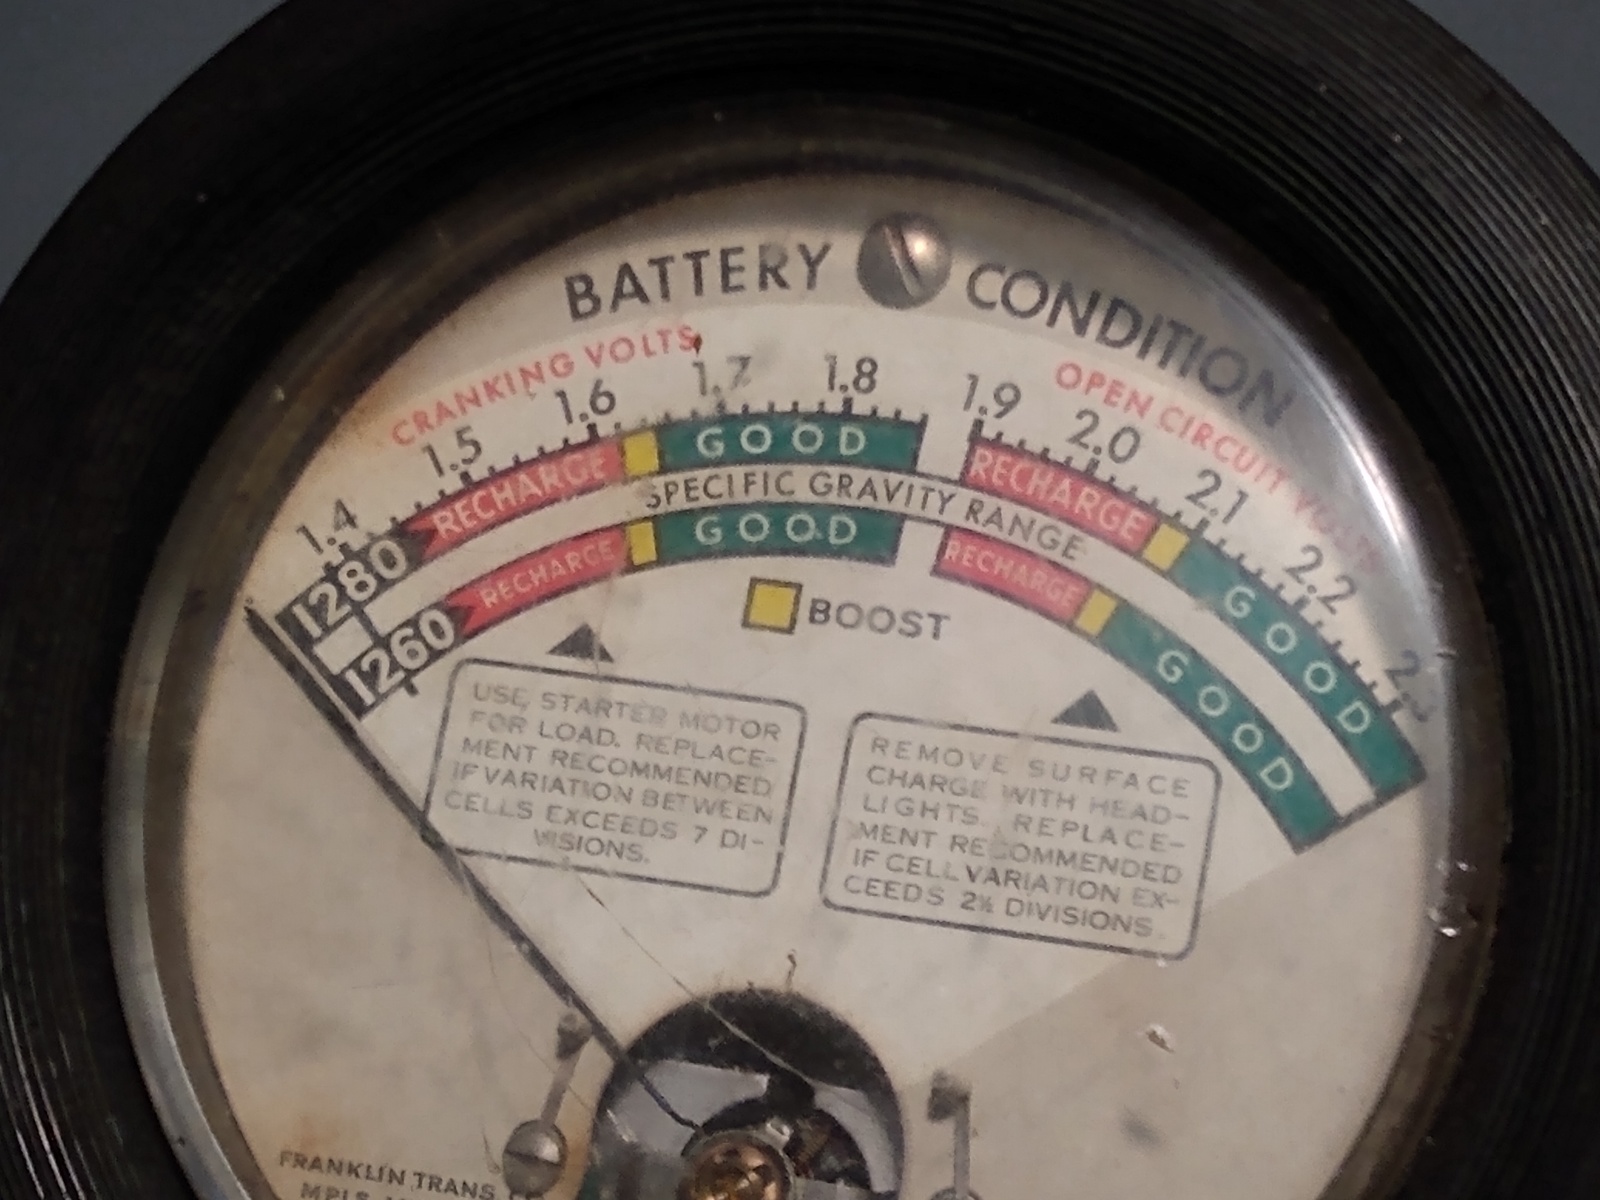 BATTERY CONDITION
CRANKING VOLTS
OPEN CIRCUIT VOLTS
1.4 1.5 1.6 1.7 1.8 1.9 2.0 2.1 2.2
1280 RECHARGE GOOD RECHARGE GOOD
SPECIFIC GRAVITY RANGE
1260 RECHARGE GOOD RECHARGE GOOD
BOOST
USE STARTER MOTOR
FOR LOAD. REPLACE-
MENT RECOMMENDED
IF VARIATION BETWEEN
CELLS EXCEEDS 7 DI-
VISIONS.
REMOVE SURFACE
CHARGE WITH HEAD-
LIGHTS. REPLACE-
MENT RECOMMENDED
IF CELL VARIATION EX-
CEEDS 2½ DIVISIONS.
FRANKLIN TRANS
MPLS